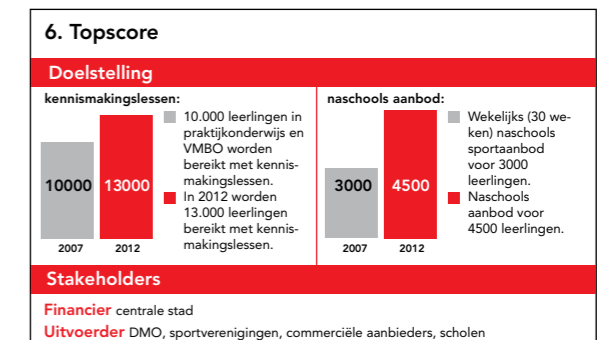 6. Topscore
Doelstelling
kennismakingslessen:
10000
13000
2007
2012
10.000 leerlingen in
praktijkonderwijs en
VMBO worden
bereikt met kennis-
makingslessen.
In 2012 worden
13.000 leerlingen
bereikt met kennis-
makingslessen.
naschools aanbod:
3000
4500
2007
2012
Wekelijks (30 we-
ken) naschools
sportaanbod
voor 3000
leerlingen.
Naschools
aanbod voor
4500 leerlingen.
Stakeholders
Financier centrale stad
Uitvoerder DMO, sportverenigingen, commerciële aanbieders, scholen